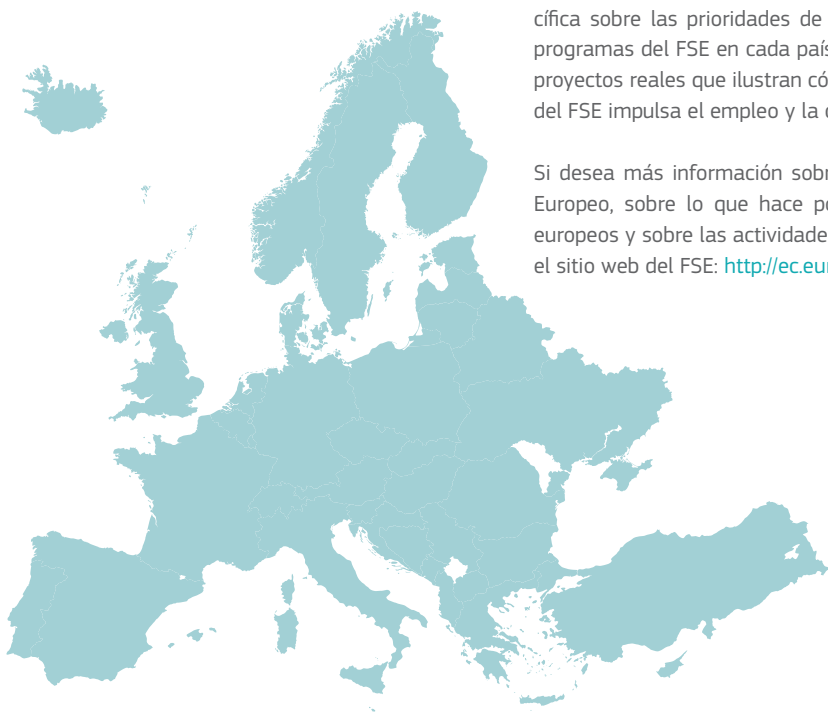 cífica sobre las prioridades de
programas del FSE en cada país
proyectos reales que ilustran có
del FSE impulsa el empleo y la
Si desea más información sobr
Europeo, sobre lo que hace po
europeos y sobre las actividade
el sitio web del FSE: http://ec.eur